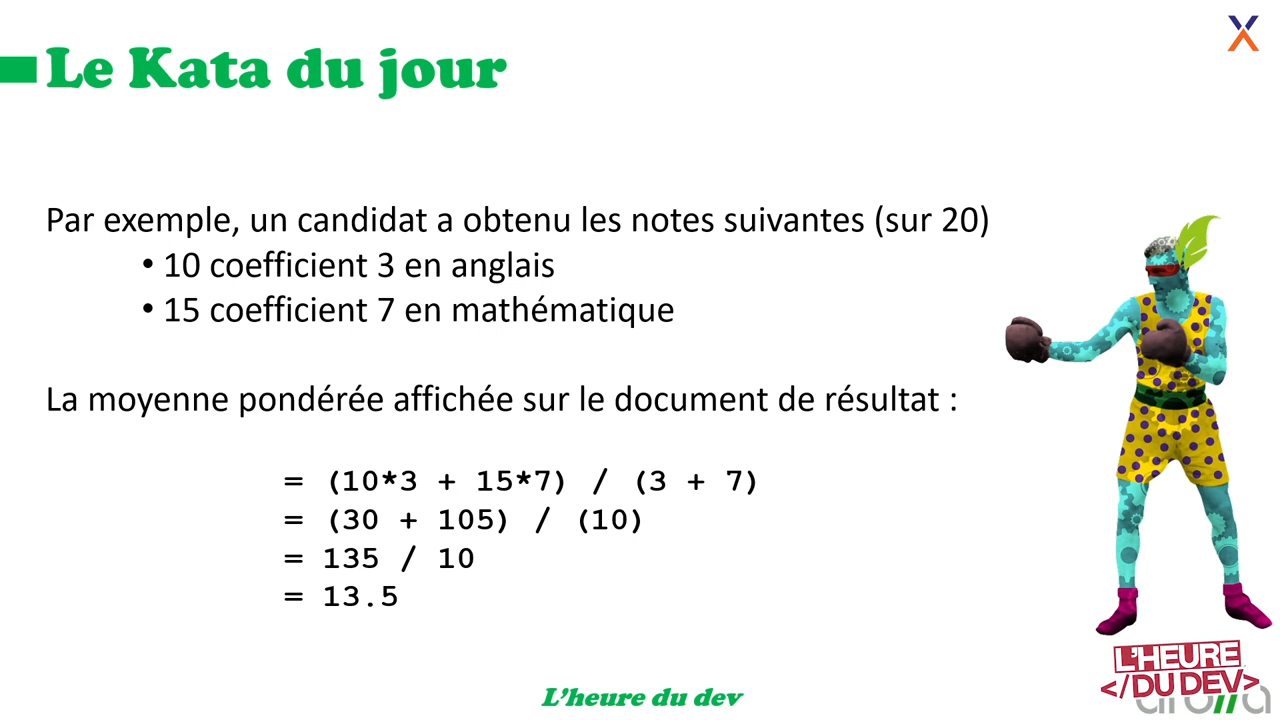 Le Kata du jour
Par exemple, un candidat a obtenu les notes suivantes (sur 20)
• 10 coefficient 3 en anglais
• 15 coefficient 7 en mathématique
La moyenne pondérée affichée sur le document de résultat :
= (10*3 + 15*7) / (3 + 7)
= (30 + 105) / (10)
= 135 / 10
= 13.5
L'HEURE
</DU DEV>
L'heure du dev